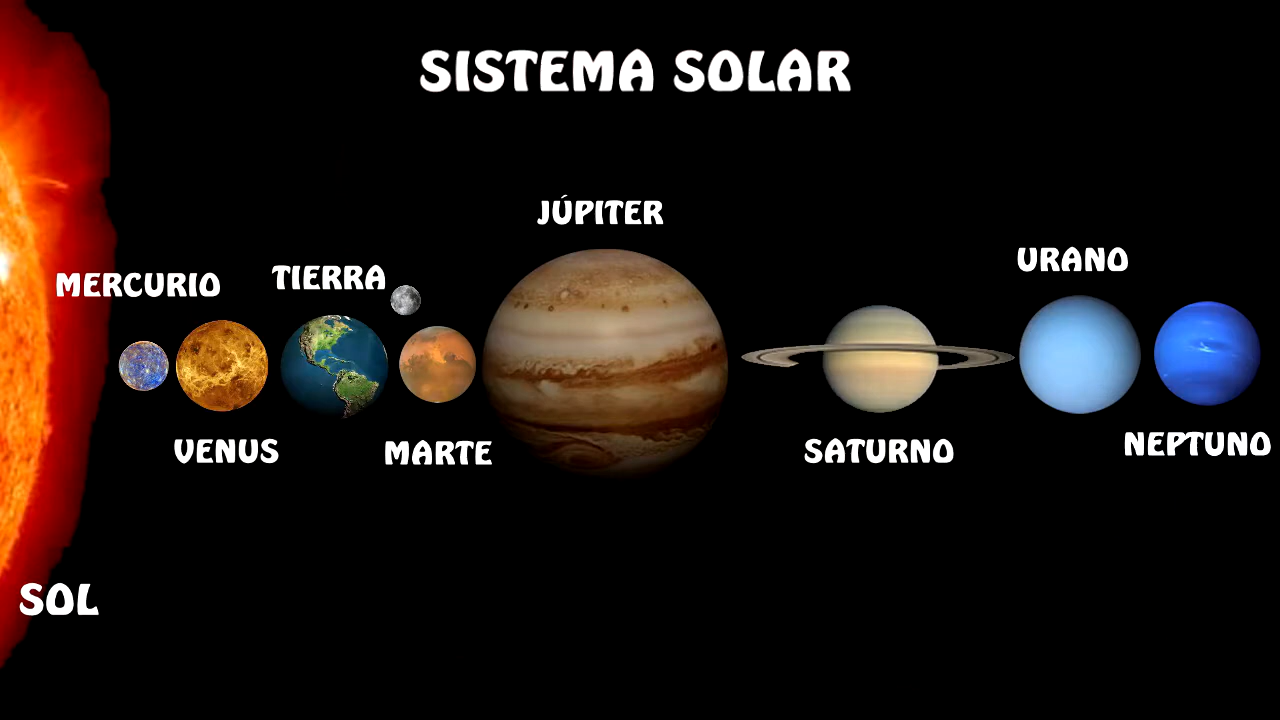 SISTEMA SOLAR
JÚPITER
URANO
MERCURIO
TIERRA
VENUS
MARTE
SATURNO
NEPTUNO
SOL